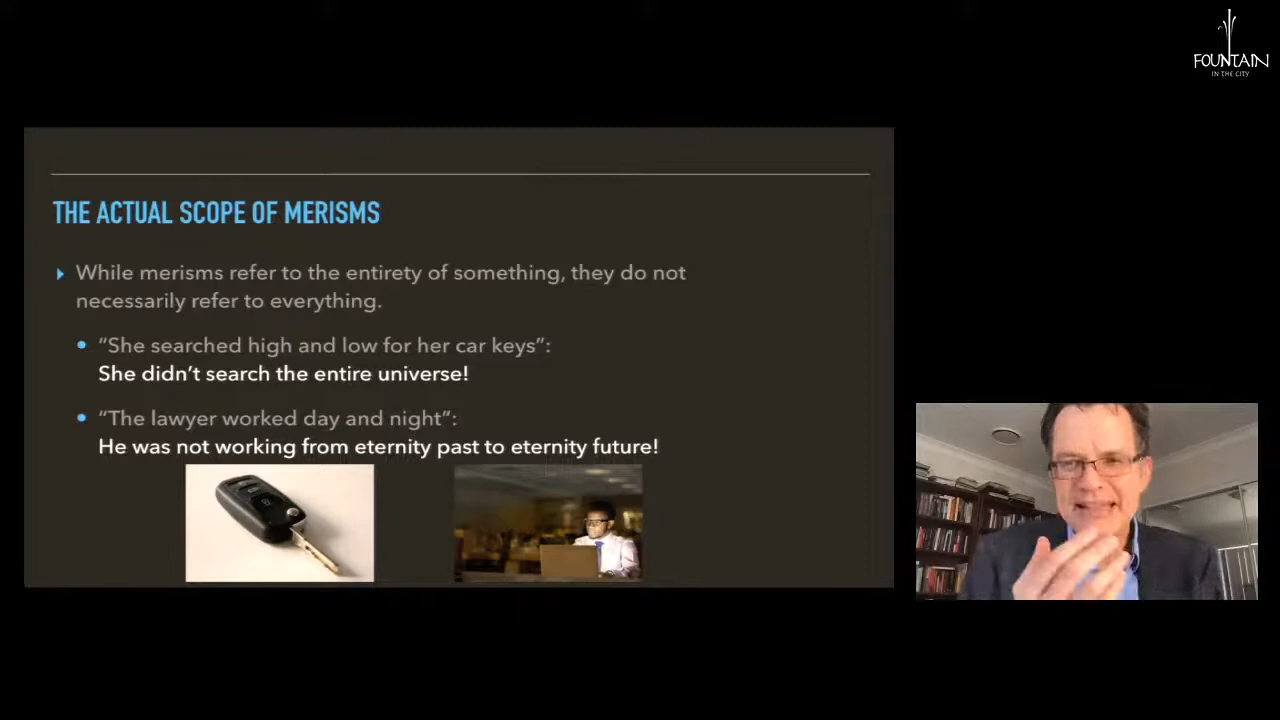 FOUNTAIN
IN THE CITY
THE ACTUAL SCOPE OF MERISMS
While merisms refer to the entirety of something, they do not
necessarily refer to everything.
“She searched high and low for her car keys”:
She didn’t search the entire universe!
“The lawyer worked day and night”:
He was not working from eternity past to eternity future!